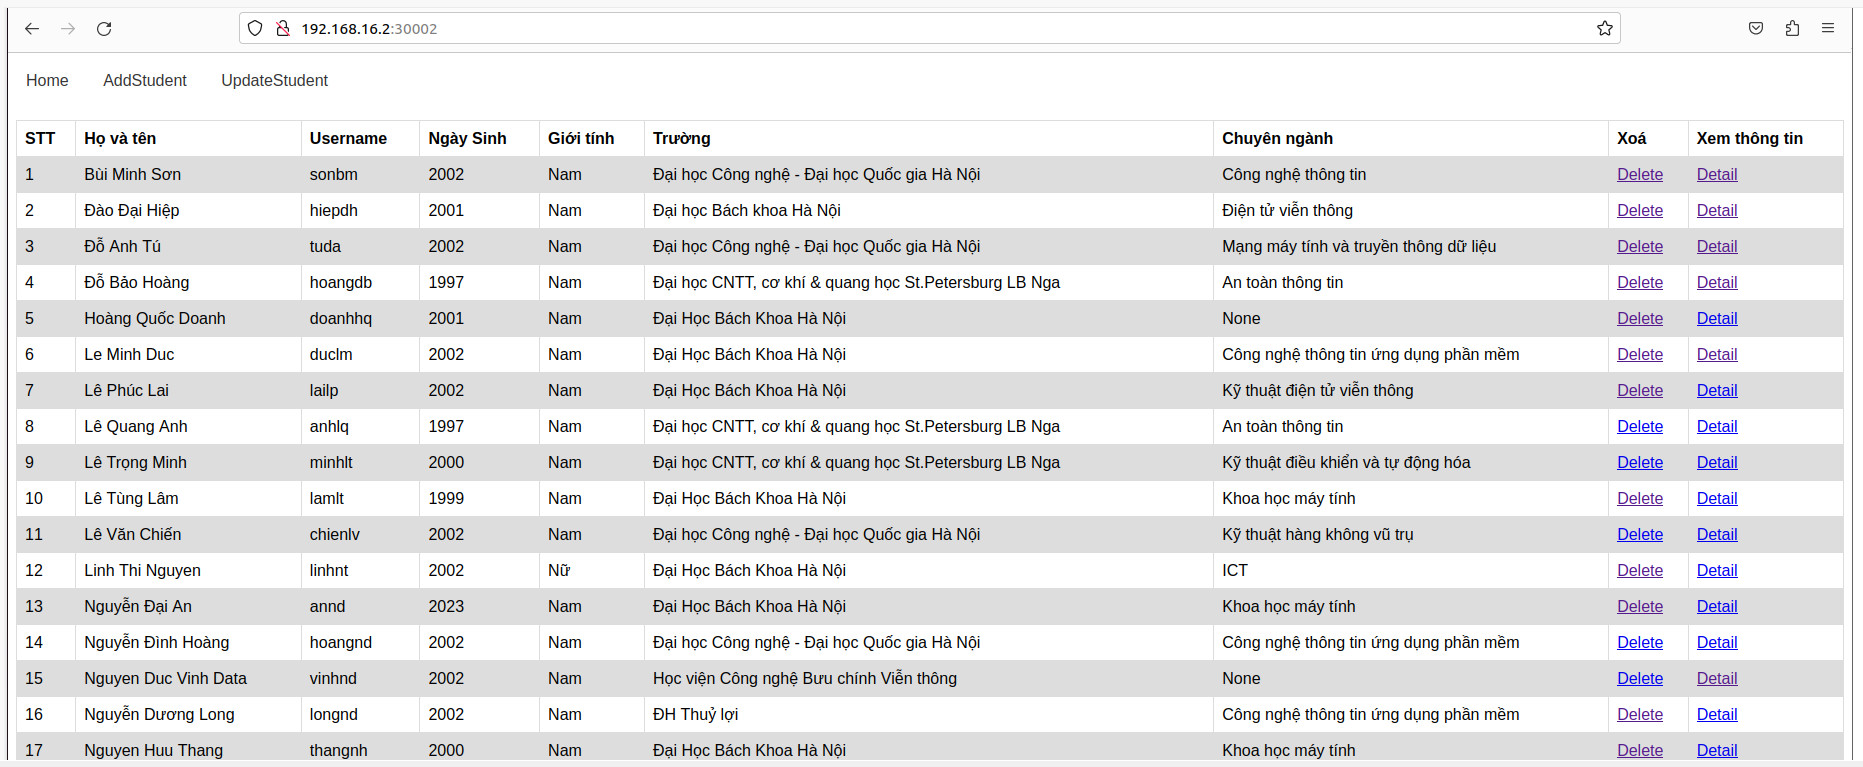 192.168.16.2:30002
Home AddStudent UpdateStudent
STT Họ và tên Username Ngày Sinh Giới tính Trường Chuyên ngành Xoá Xem thông tin
1 Bùi Minh Sơn sonbm 2002 Nam Đại học Công nghệ - Đại học Quốc gia Hà Nội Công nghệ thông tin Delete Detail
2 Đào Đại Hiệp hiepdh 2001 Nam Đại học Bách khoa Hà Nội Điện tử viễn thông Delete Detail
3 Đỗ Anh Tú tuda 2002 Nam Đại học Công nghệ - Đại học Quốc gia Hà Nội Mạng máy tính và truyền thông dữ liệu Delete Detail
4 Đỗ Bảo Hoàng hoangdb 1997 Nam Đại học CNTT, cơ khí & quang học St.Petersburg LB Nga An toàn thông tin Delete Detail
5 Hoàng Quốc Doanh doanhhq 2001 Nam Đại Học Bách Khoa Hà Nội None Delete Detail
6 Le Minh Duc duclm 2002 Nam Đại Học Bách Khoa Hà Nội Công nghệ thông tin ứng dụng phần mềm Delete Detail
7 Lê Phúc Lai lailp 2002 Nam Đại Học Bách Khoa Hà Nội Kỹ thuật điện tử viễn thông Delete Detail
8 Lê Quang Anh anhlq 1997 Nam Đại học CNTT, cơ khí & quang học St.Petersburg LB Nga An toàn thông tin Delete Detail
9 Lê Trọng Minh minhlt 2000 Nam Đại học CNTT, cơ khí & quang học St.Petersburg LB Nga Kỹ thuật điều khiển và tự động hóa Delete Detail
10 Lê Tùng Lâm lamlt 1999 Nam Đại Học Bách Khoa Hà Nội Khoa học máy tính Delete Detail
11 Lê Văn Chiến chienlv 2002 Nam Đại học Công nghệ - Đại học Quốc gia Hà Nội Kỹ thuật hàng không vũ trụ Delete Detail
12 Linh Thi Nguyen linhnt 2002 Nữ Đại Học Bách Khoa Hà Nội ICT Delete Detail
13 Nguyễn Đại An annd 2023 Nam Đại Học Bách Khoa Hà Nội Khoa học máy tính Delete Detail
14 Nguyễn Đình Hoàng hoangnd 2002 Nam Đại học Công nghệ - Đại học Quốc gia Hà Nội Công nghệ thông tin ứng dụng phần mềm Delete Detail
15 Nguyen Duc Vinh Data vinhnd 2002 Nam Học viện Công nghệ Bưu chính Viễn thông None Delete Detail
16 Nguyễn Dương Long longnd 2002 Nam ĐH Thuỷ lợi Công nghệ thông tin ứng dụng phần mềm Delete Detail
17 Nguyen Huu Thang thangnh 2000 Nam Đại Học Bách Khoa Hà Nội Khoa học máy tính Delete Detail